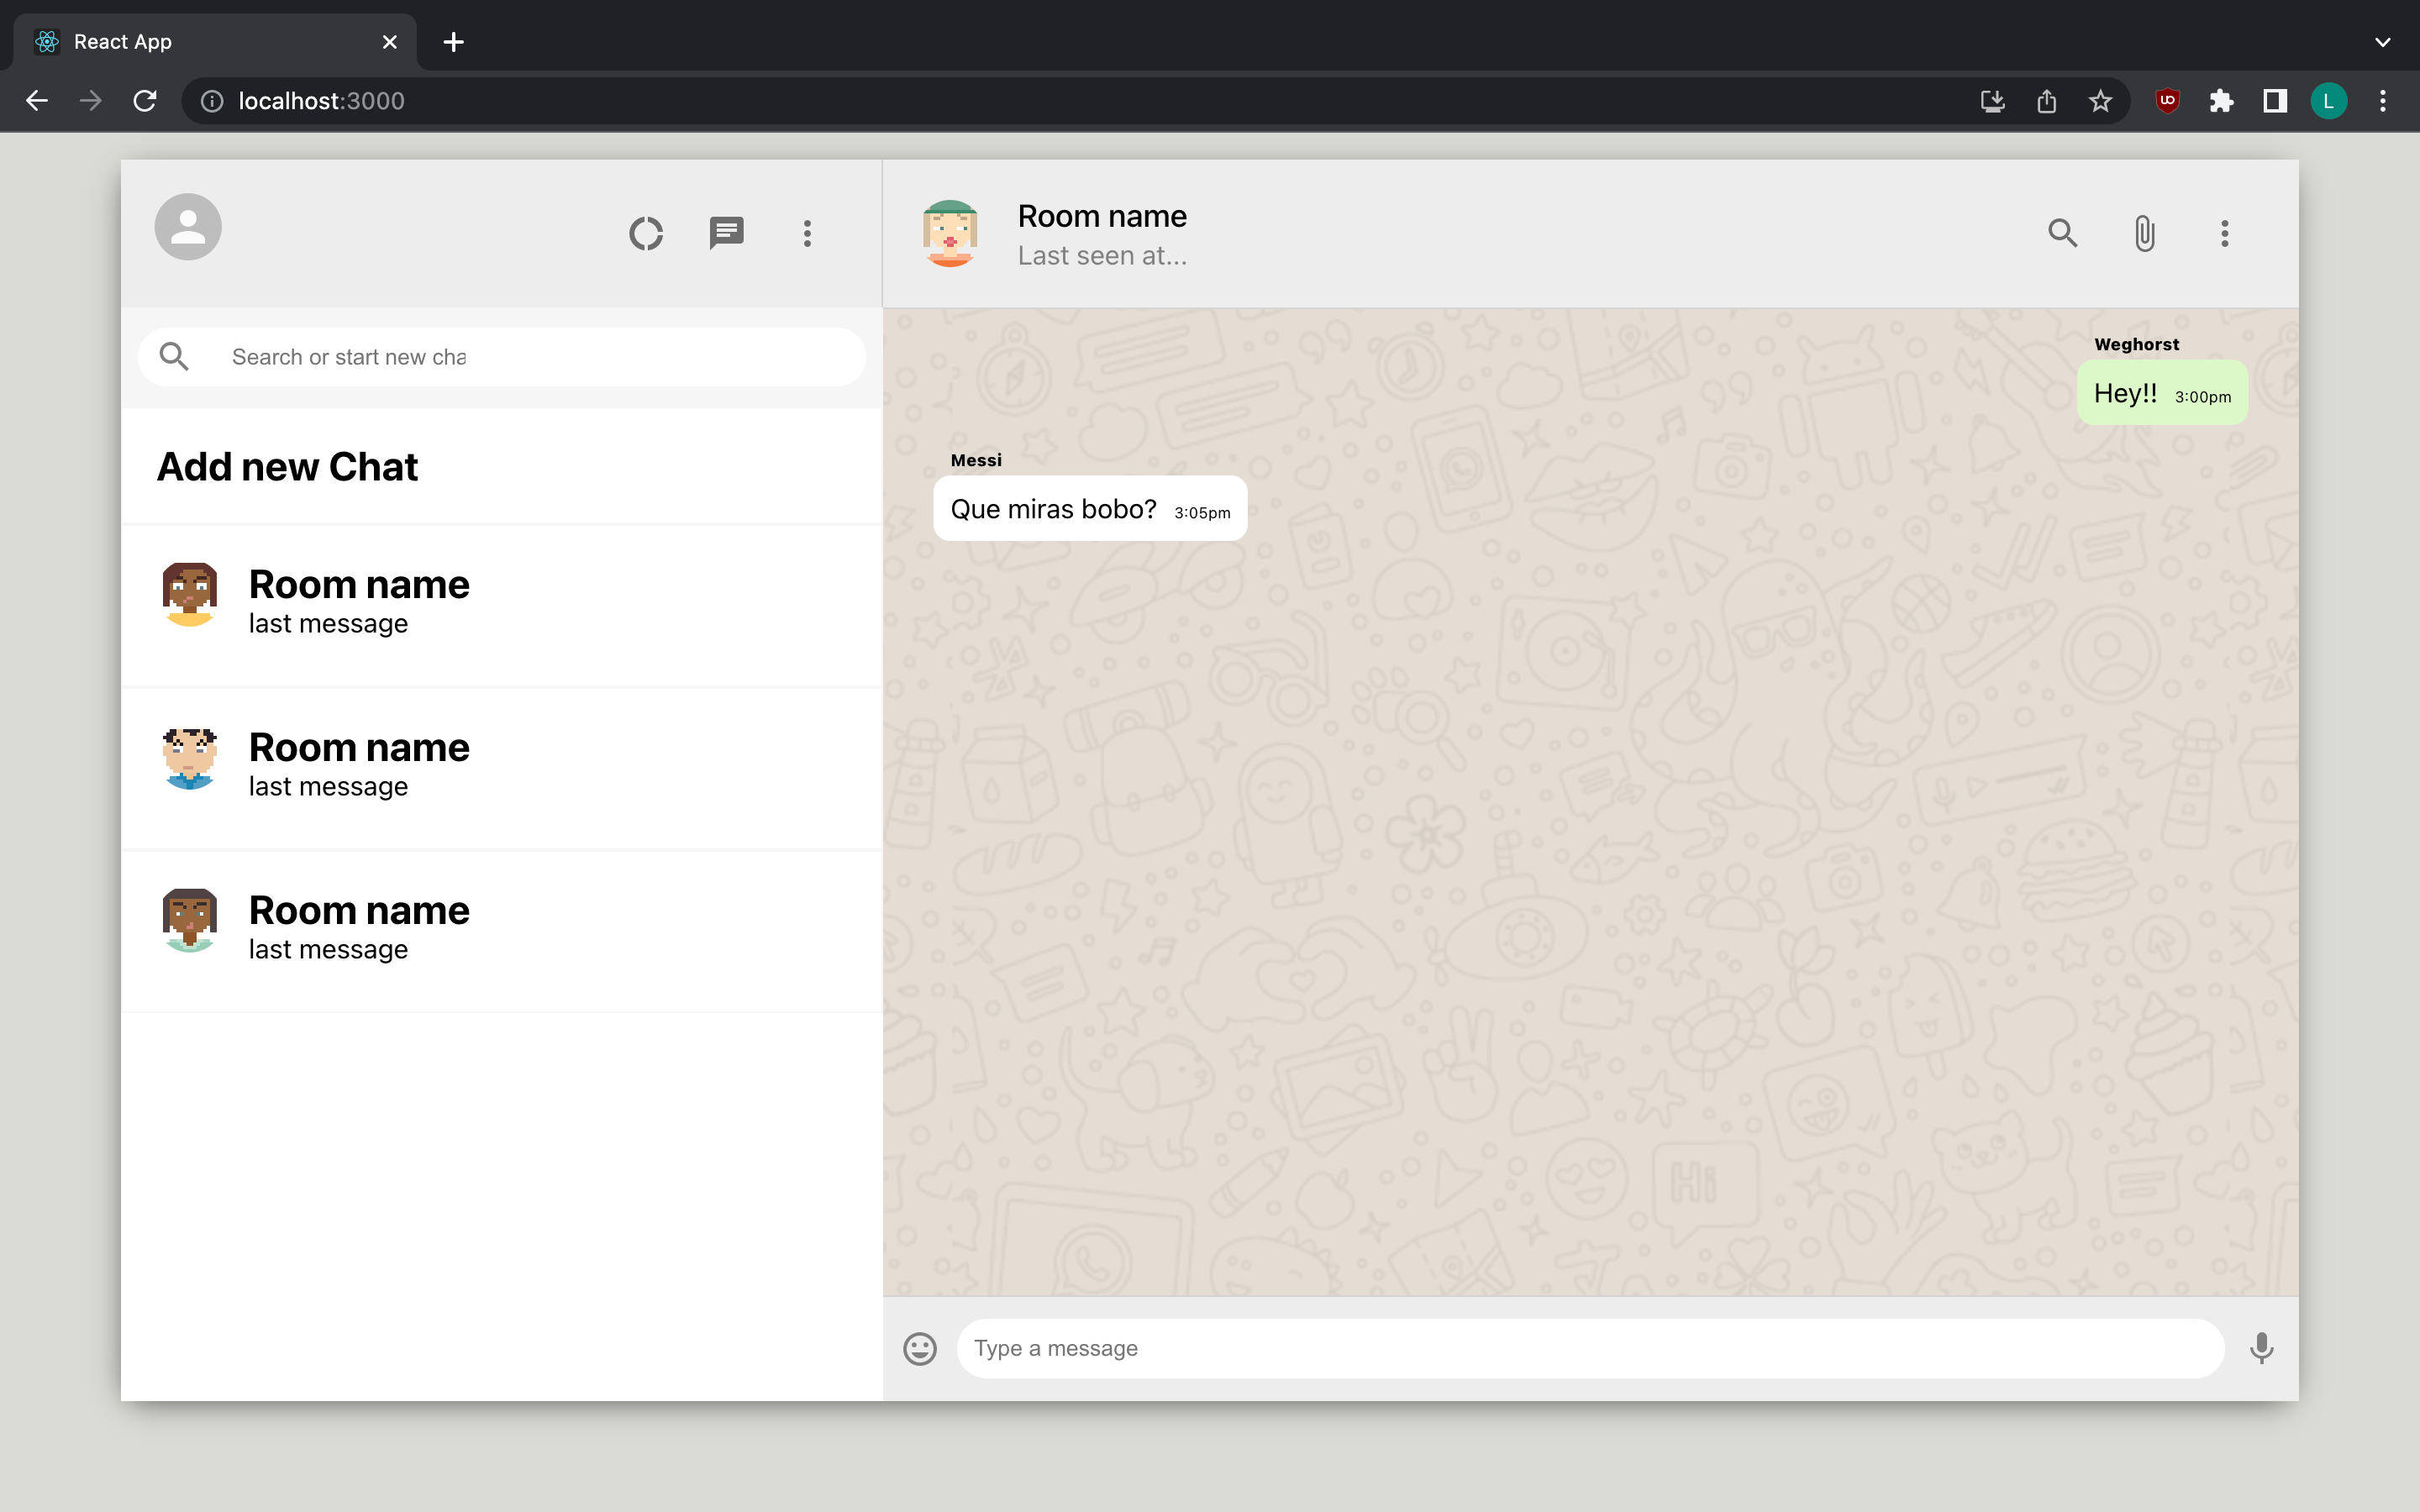 React App
localhost:3000
L
Room name
Last seen at...
Search or start new cha
Add new Chat
Room name
last message
Room name
last message
Room name
last message
Weghorst
Hey!! 3:00pm
Messi
Que miras bobo? 3:05pm
Hi
Type a message